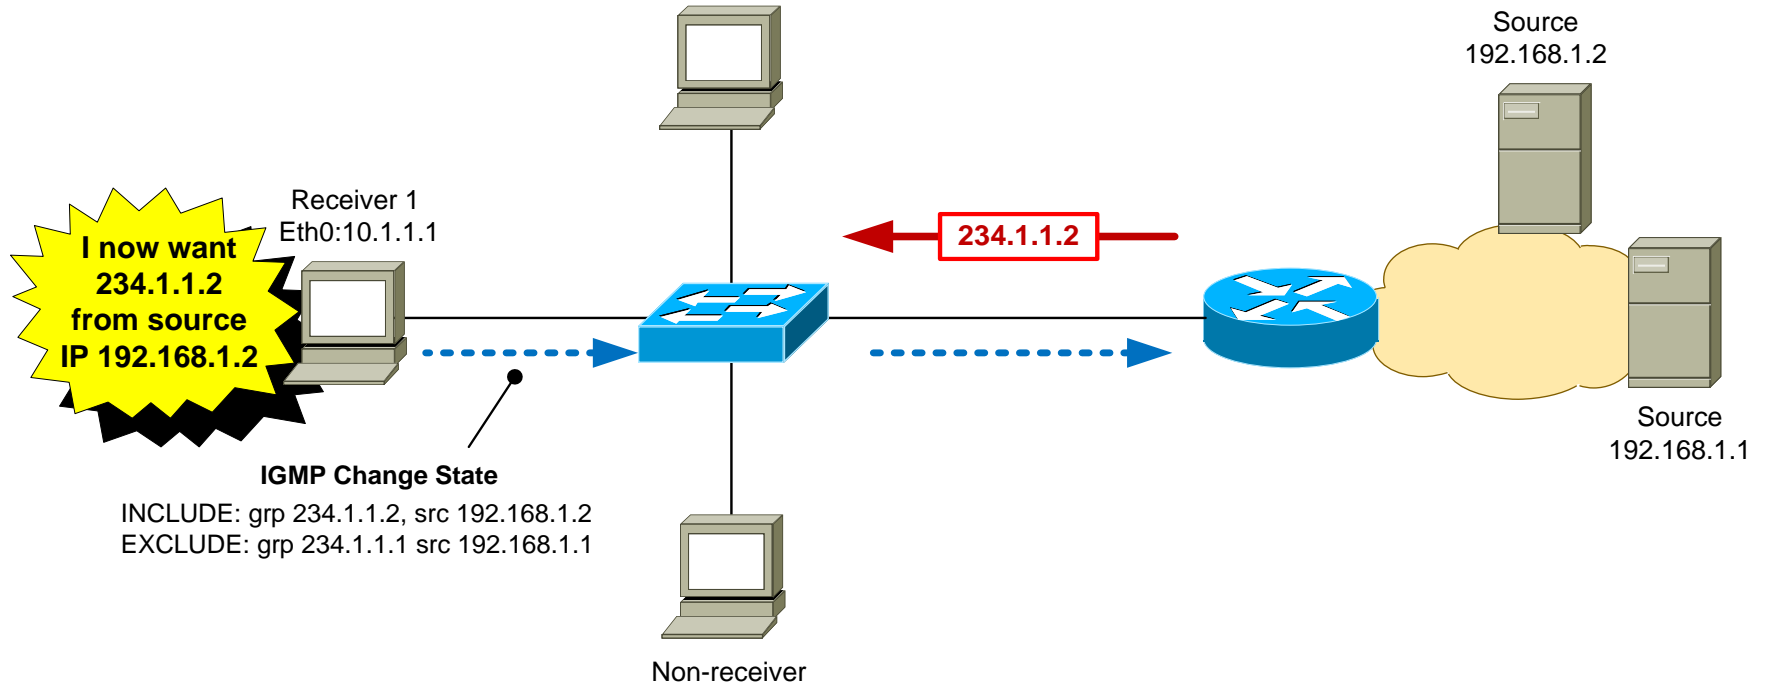 Source
192.168.1.2
Receiver 1
Eth0:10.1.1.1
I now want
234.1.1.2
from source
IP 192.168.1.2
234.1.1.2
Source
192.168.1.1
IGMP Change State
INCLUDE: grp 234.1.1.2, src 192.168.1.2
EXCLUDE: grp 234.1.1.1 src 192.168.1.1
Non-receiver